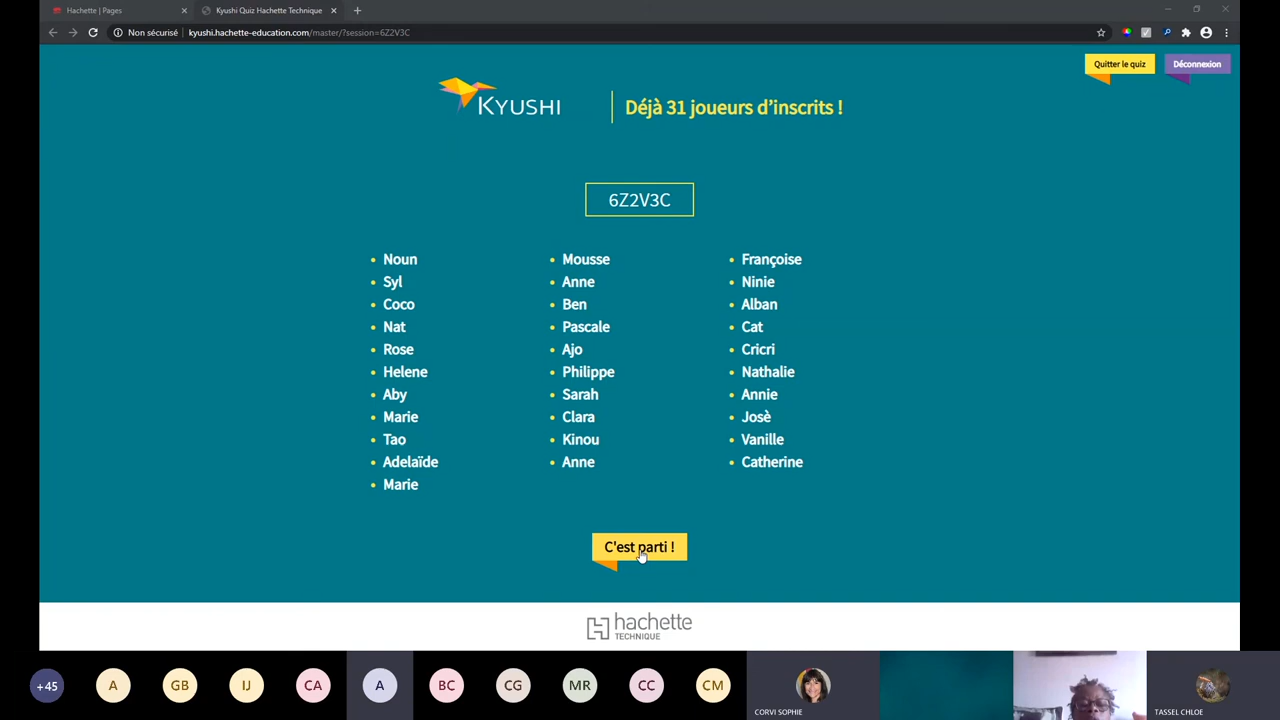 Hachette | Pages
Kyushi Quiz Hachette Technique
Non sécurisé
kyushi.hachette-education.com/master/?session=6Z2V3C
Quitter le quiz
Déconnexion
KYUSHI
Déjà 31 joueurs d'inscrits !
6Z2V3C
Noun
Syl
Coco
Nat
Rose
Helene
Aby
Marie
Tao
Adelaïde
Marie
Mousse
Anne
Ben
Pascale
Ajo
Philippe
Sarah
Clara
Kinou
Anne
Françoise
Ninie
Alban
Cat
Cricri
Nathalie
Annie
Josè
Vanille
Catherine
C'est parti !
hachette
TECHNIQUE
+45
A
GB
IJ
CA
A
BC
CG
MR
CC
CM
CORVI SOPHIE
TASSEL CHLOE